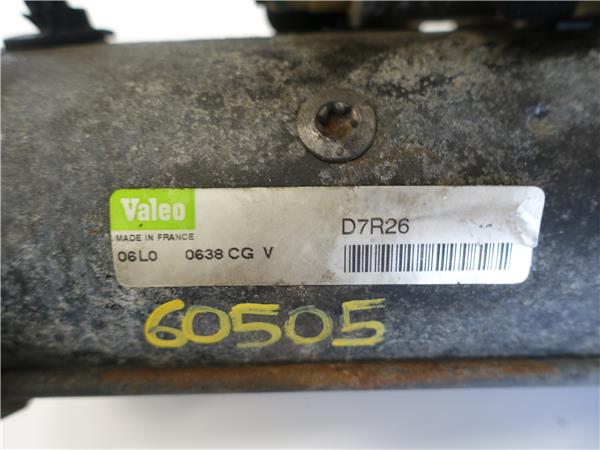 Valeo
MADE IN FRANCE
D7R26
06L0 0638 CG V
60505